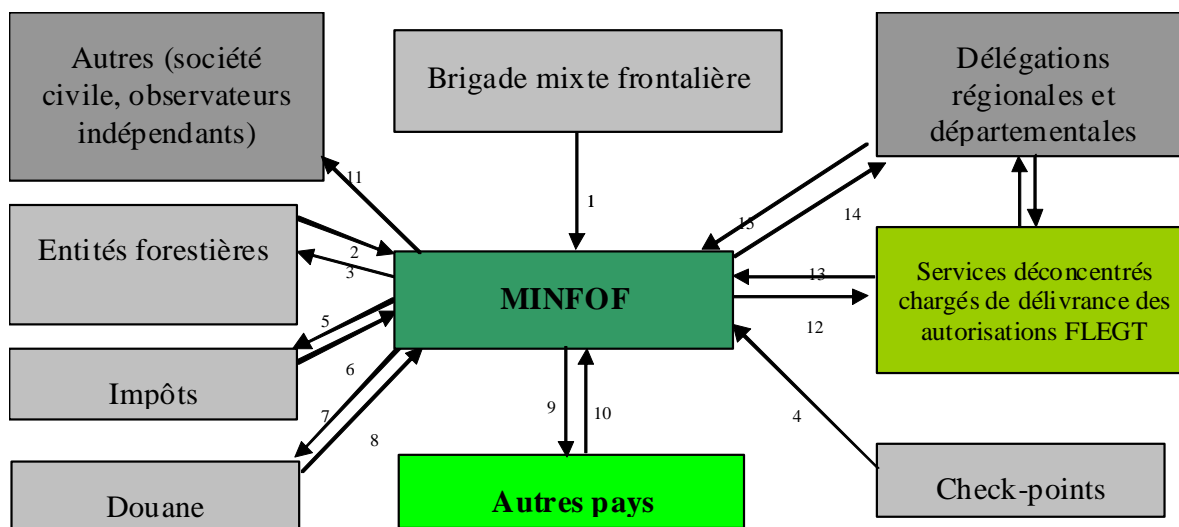 Autres (société
civile, observateurs
indépendants)
Brigade mixte frontalière
Délégations
régionales et
départementales
11
1
15
14
Entités forestières
2
3
MINFOF
13
12
Services déconcentrés
chargés de délivrance des
autorisations FLEGT
5
6
Impôts
7
8
9
10
4
Douane
Autres pays
Check-points